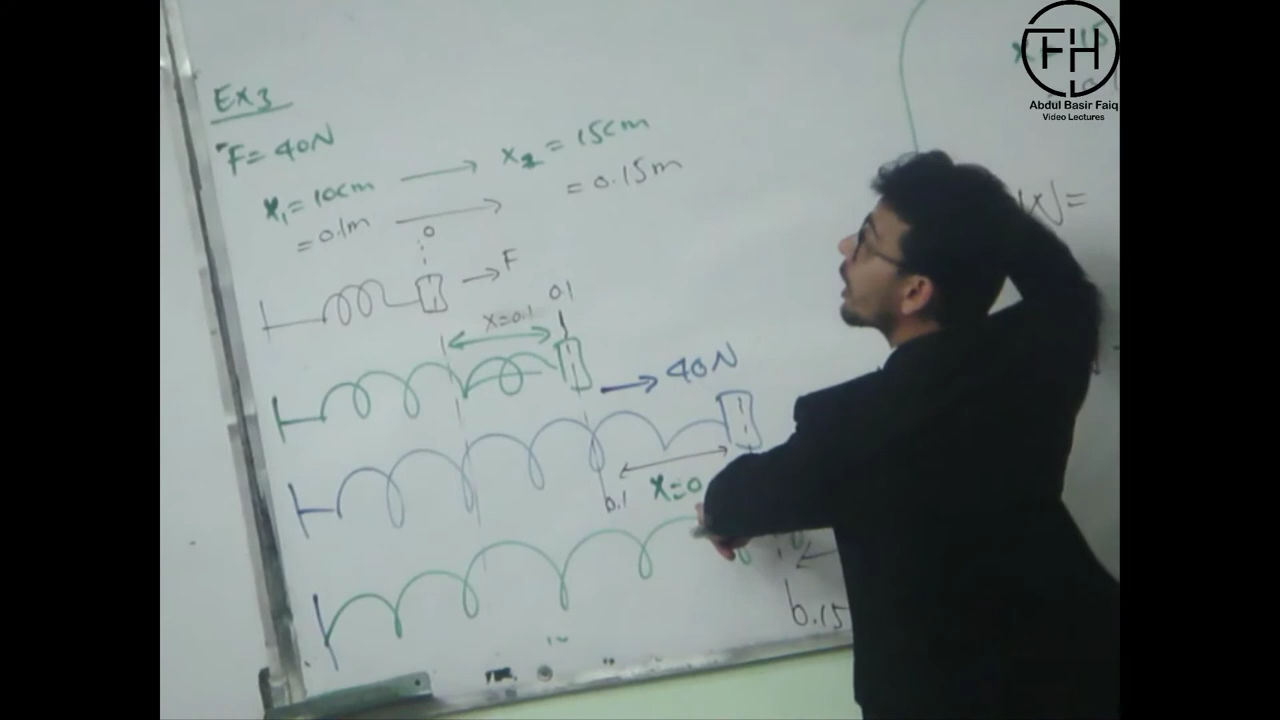 FH
Abdul Basir Faiq
Video Lectures
Ex3
F=40N
x₁=10cm → x₂=15cm
=0.1m → =0.15m
0
F
x=0.1
0.1
40N
0.1
x=0
0.15